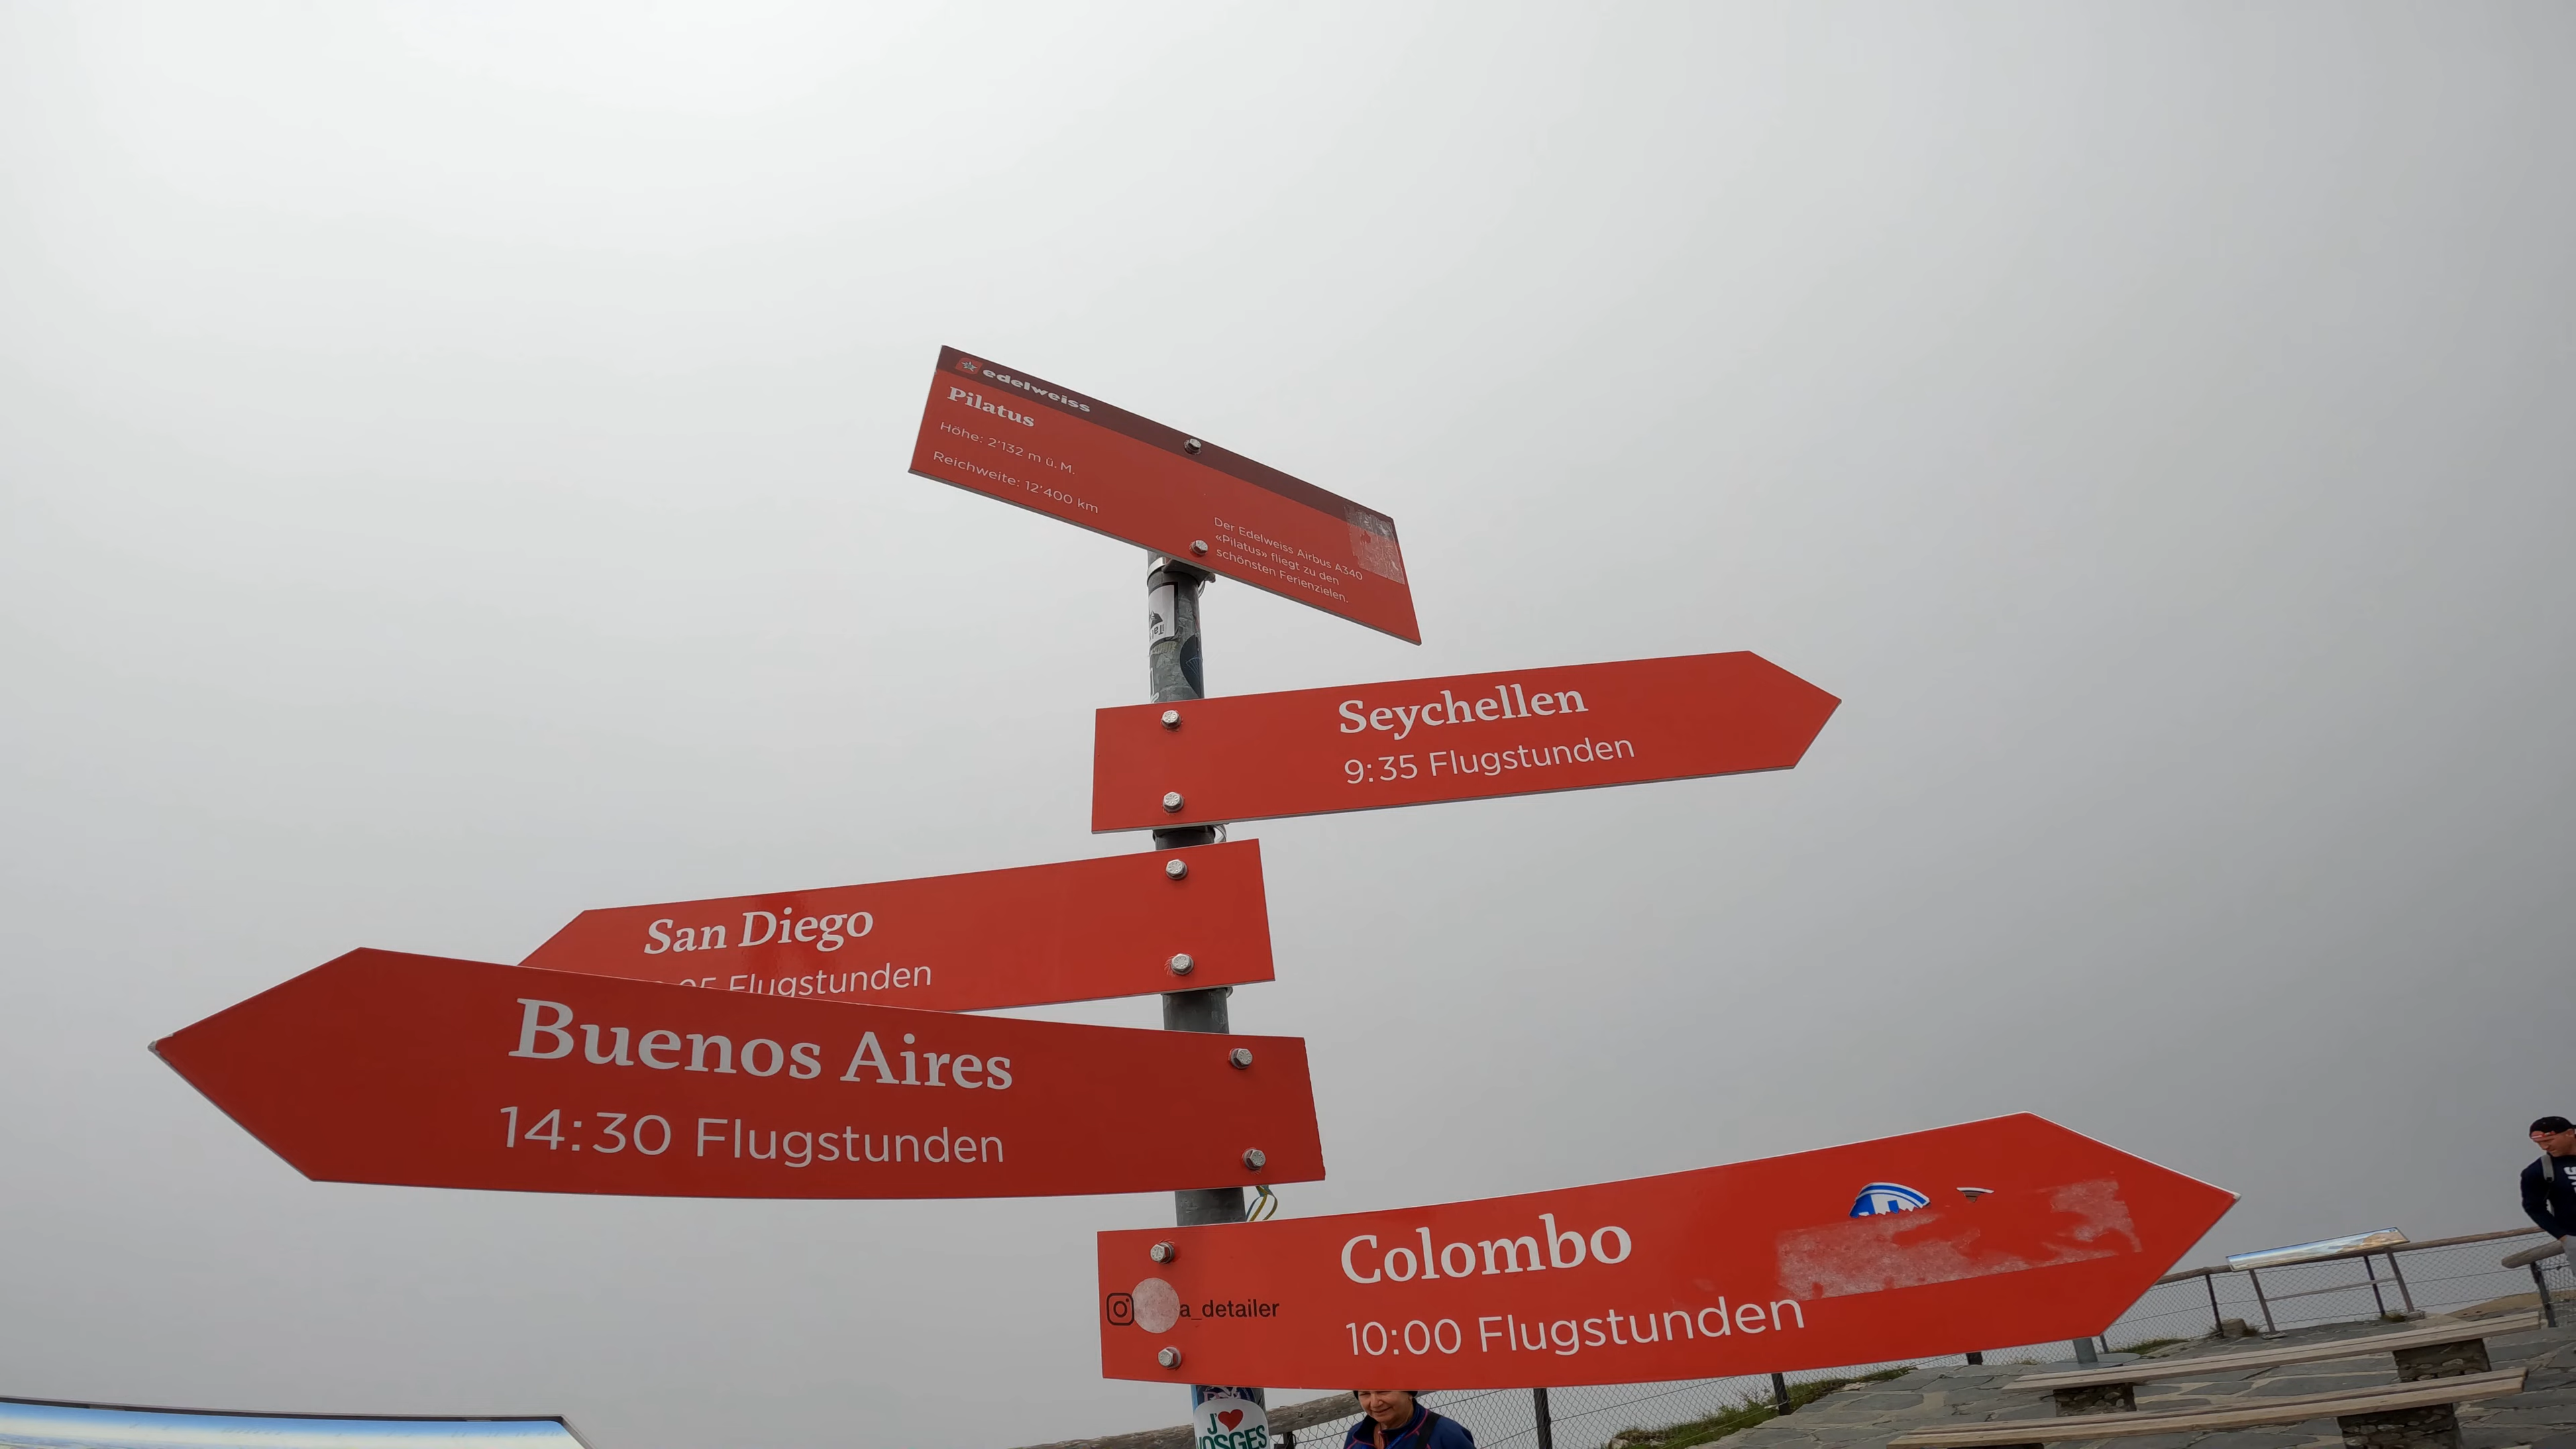 edelweiss
Pilatus
Höhe: 2'132 m ü. M.
Reichweite: 12'400 km
Der Edelweiss Airbus A340
«Pilatus» fliegt zu den
schönsten Ferienzielen.
Seychellen
9:35 Flugstunden
San Diego
Flugstunden
Buenos Aires
14:30 Flugstunden
Colombo
10:00 Flugstunden
a_detailer
J'